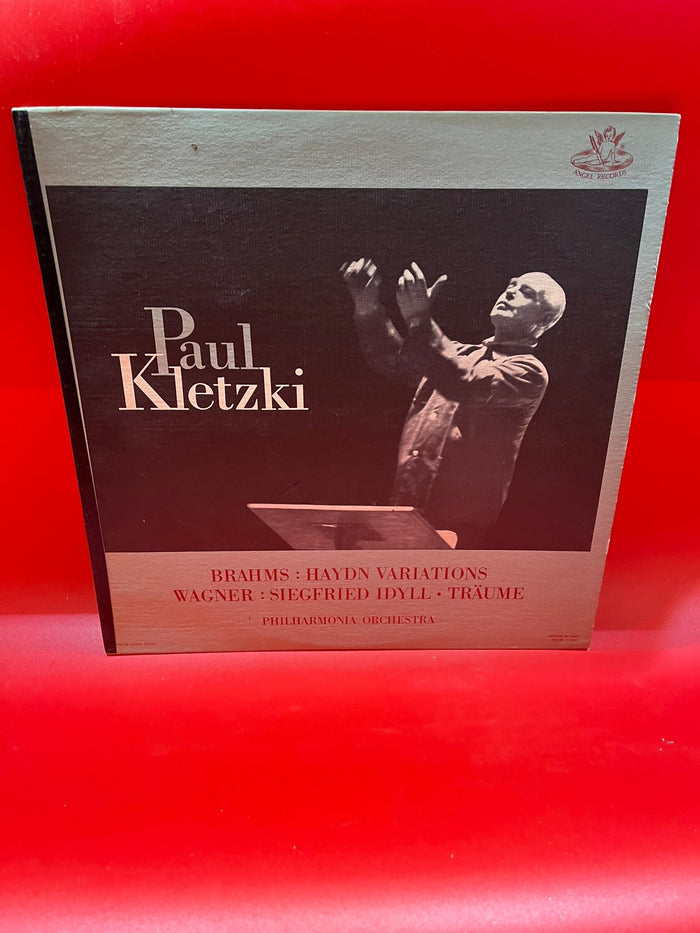 ANGEL RECORDS
Paul
Kletzki
BRAHMS : HAYDN VARIATIONS
WAGNER : SIEGFRIED IDYLL • TRÄUME
PHILHARMONIA ORCHESTRA